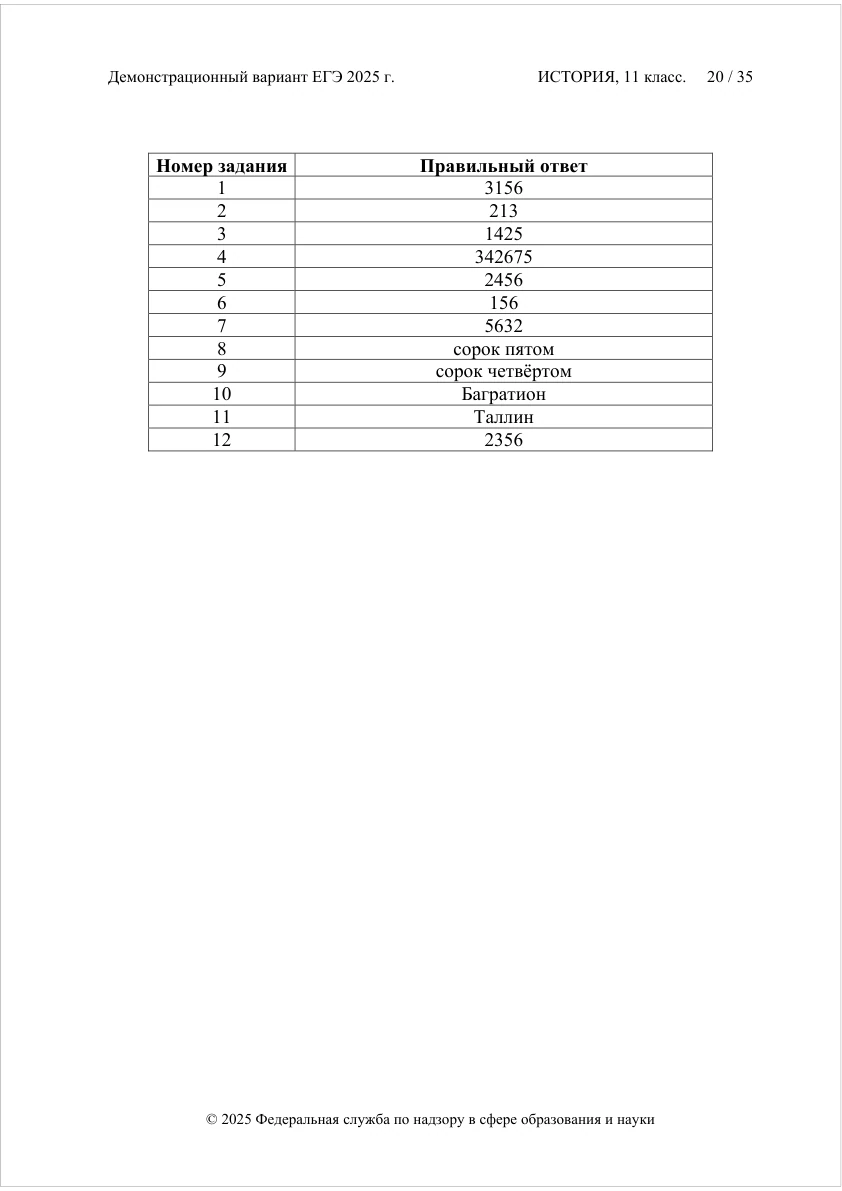 Демонстрационный вариант ЕГЭ 2025 г. ИСТОРИЯ, 11 класс. 20 / 35
Номер задания Правильный ответ
1 3156
2 213
3 1425
4 342675
5 2456
6 156
7 5632
8 сорок пятом
9 сорок четвёртом
10 Багратион
11 Таллин
12 2356
© 2025 Федеральная служба по надзору в сфере образования и науки